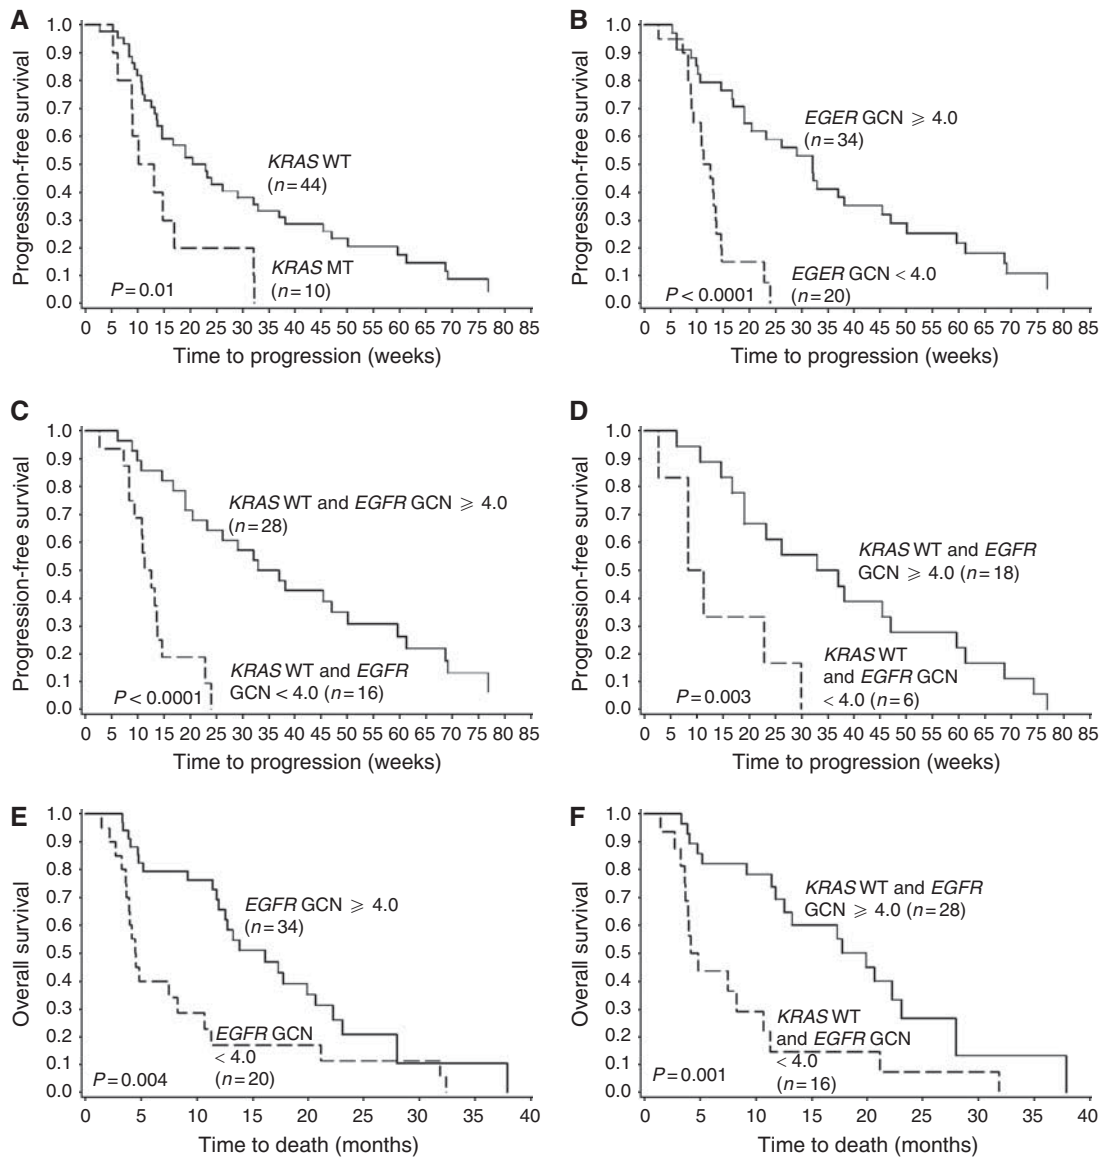 A
Progression-free survival
1.0
0.9
0.8
0.7
0.6
0.5
0.4
0.3
0.2
0.1
0.0
KRAS WT
(n=44)
KRAS MT
(n=10)
P=0.01
0 5 10 15 20 25 30 35 40 45 50 55 60 65 70 75 80 85
Time to progression (weeks)
B
Progression-free survival
1.0
0.9
0.8
0.7
0.6
0.5
0.4
0.3
0.2
0.1
0.0
EGER GCN ⩾ 4.0
(n=34)
EGER GCN < 4.0
(n=20)
P<0.0001
0 5 10 15 20 25 30 35 40 45 50 55 60 65 70 75 80 85
Time to progression (weeks)
C
Progression-free survival
1.0
0.9
0.8
0.7
0.6
0.5
0.4
0.3
0.2
0.1
0.0
KRAS WT and EGFR GCN ⩾ 4.0
(n=28)
KRAS WT and EGFR
GCN < 4.0 (n=16)
P<0.0001
0 5 10 15 20 25 30 35 40 45 50 55 60 65 70 75 80 85
Time to progression (weeks)
D
Progression-free survival
1.0
0.9
0.8
0.7
0.6
0.5
0.4
0.3
0.2
0.1
0.0
KRAS WT and EGFR
GCN ⩾ 4.0 (n=18)
KRAS WT
and EGFR GCN
< 4.0 (n=6)
P=0.003
0 5 10 15 20 25 30 35 40 45 50 55 60 65 70 75 80 85
Time to progression (weeks)
E
Overall survival
1.0
0.9
0.8
0.7
0.6
0.5
0.4
0.3
0.2
0.1
0.0
EGFR GCN ⩾ 4.0
(n=34)
EGFR GCN
< 4.0
(n=20)
P=0.004
0 5 10 15 20 25 30 35 40
Time to death (months)
F
Overall survival
1.0
0.9
0.8
0.7
0.6
0.5
0.4
0.3
0.2
0.1
0.0
KRAS WT and EGFR
GCN ⩾ 4.0 (n=28)
KRAS WT
and EGFR GCN
< 4.0
(n=16)
P=0.001
0 5 10 15 20 25 30 35 40
Time to death (months)